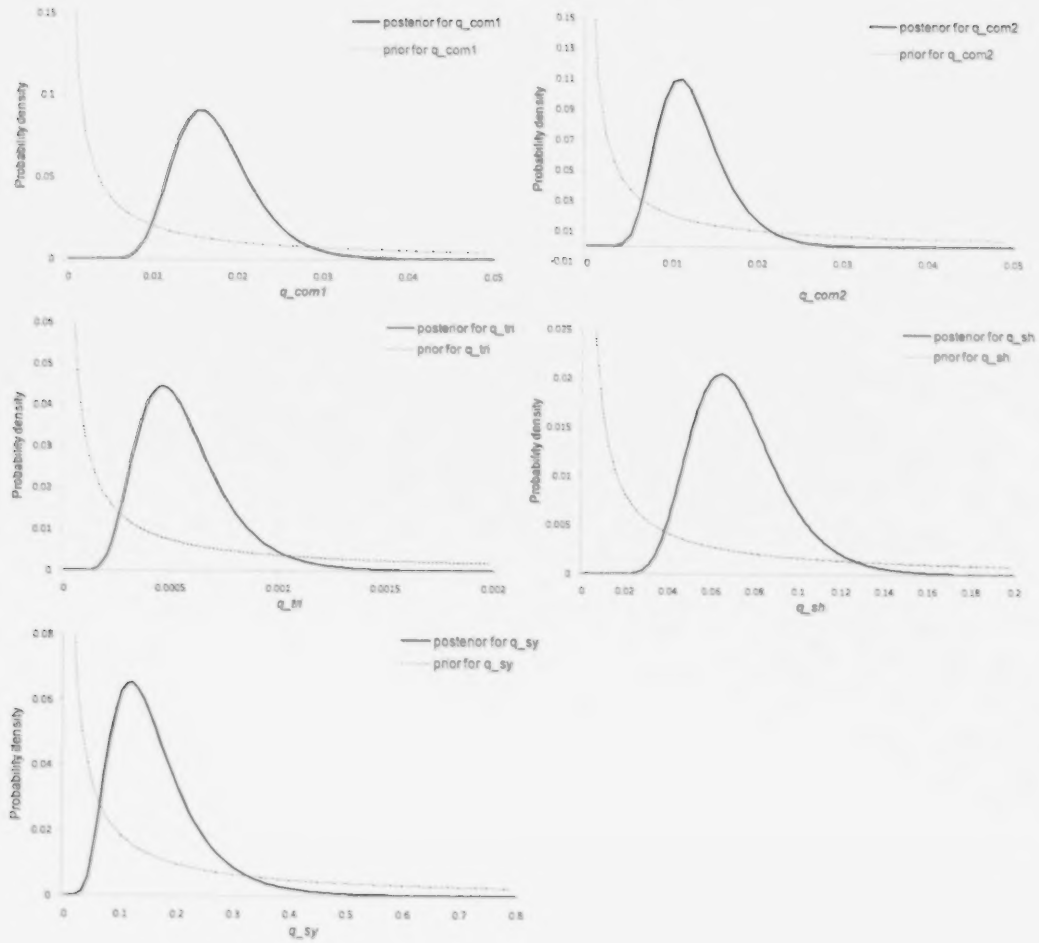 posterior for q_com1
prior for q_com1
0.15
0.1
0.05
0
Probability density
0 0.01 0.02 0.03 0.04 0.05
q_com1
posterior for q_com2
prior for q_com2
0.15
0.13
0.11
0.09
0.07
0.05
0.03
0.01
-0.01
Probability density
0 0.01 0.02 0.03 0.04 0.05
q_com2
posterior for q_tri
prior for q_tri
0.06
0.05
0.04
0.03
0.02
0.01
0
Probability density
0 0.0005 0.001 0.0015 0.002
q_tri
posterior for q_sh
prior for q_sh
0.025
0.02
0.015
0.01
0.005
0
Probability density
0 0.02 0.04 0.06 0.08 0.1 0.12 0.14 0.16 0.18 0.2
q_sh
posterior for q_sy
prior for q_sy
0.08
0.06
0.04
0.02
0
Probability density
0 0.1 0.2 0.3 0.4 0.5 0.6 0.7 0.8
q_sy